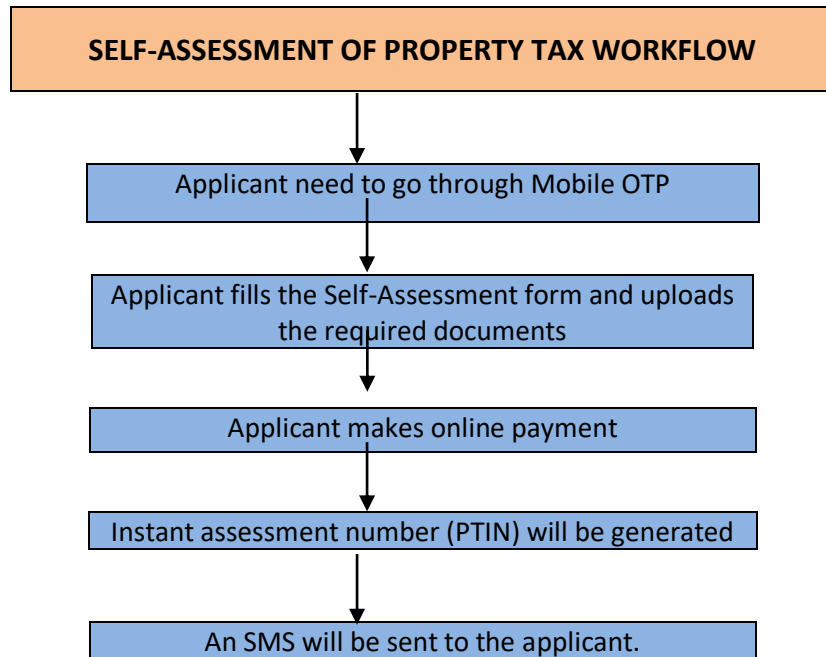 SELF-ASSESSMENT OF PROPERTY TAX WORKFLOW
Applicant need to go through Mobile OTP
Applicant fills the Self-Assessment form and uploads
the required documents
Applicant makes online payment
Instant assessment number (PTIN) will be generated
An SMS will be sent to the applicant.